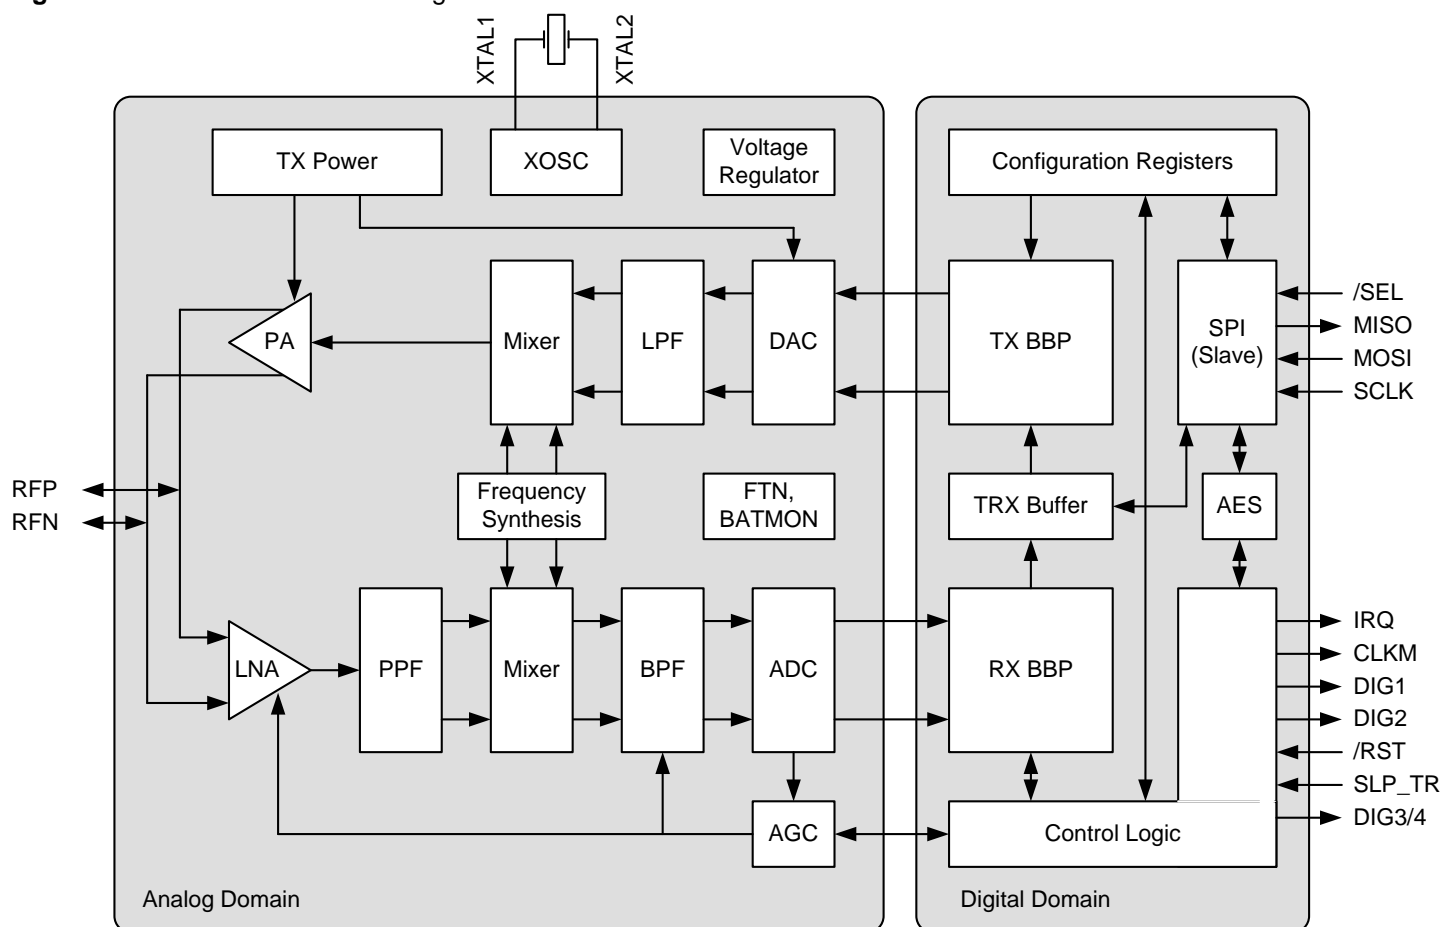 XTAL1
XTAL2
TX Power
XOSC
Voltage
Regulator
Configuration Registers
PA
Mixer
LPF
DAC
TX BBP
SPI
(Slave)
/SEL
MISO
MOSI
SCLK
RFP
RFN
Frequency
Synthesis
FTN,
BATMON
TRX Buffer
AES
LNA
PPF
Mixer
BPF
ADC
RX BBP
IRQ
CLKM
DIG1
DIG2
/RST
SLP_TR
DIG3/4
AGC
Control Logic
Analog Domain
Digital Domain